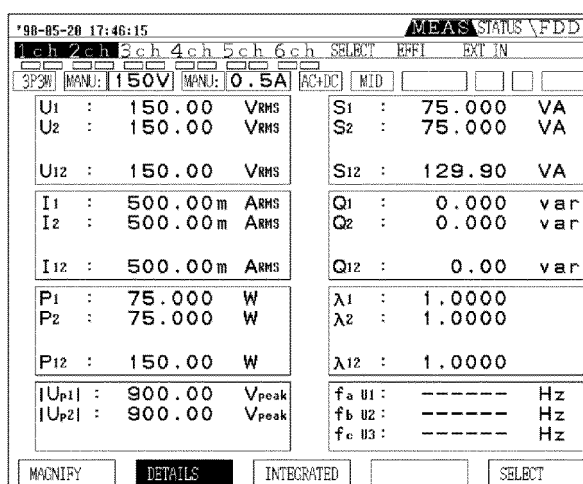 '98-05-20 17:46:15 MEAS STATUS FDD
1ch 2ch 3ch 4ch 5ch 6ch SELECT EFFI EXT IN
3P3W MANU: 150V MANU: 0.5A AC+DC MID
U1 : 150.00 VRMS
U2 : 150.00 VRMS
U12 : 150.00 VRMS
I1 : 500.00m ARMS
I2 : 500.00m ARMS
I12 : 500.00m ARMS
P1 : 75.000 W
P2 : 75.000 W
P12 : 150.00 W
|Up1| : 900.00 Vpeak
|Up2| : 900.00 Vpeak
S1 : 75.000 VA
S2 : 75.000 VA
S12 : 129.90 VA
Q1 : 0.000 var
Q2 : 0.000 var
Q12 : 0.00 var
λ1 : 1.0000
λ2 : 1.0000
λ12 : 1.0000
fa U1 : ------ Hz
fb U2 : ------ Hz
fc U3 : ------ Hz
MAGNIFY DETAILS INTEGRATED SELECT